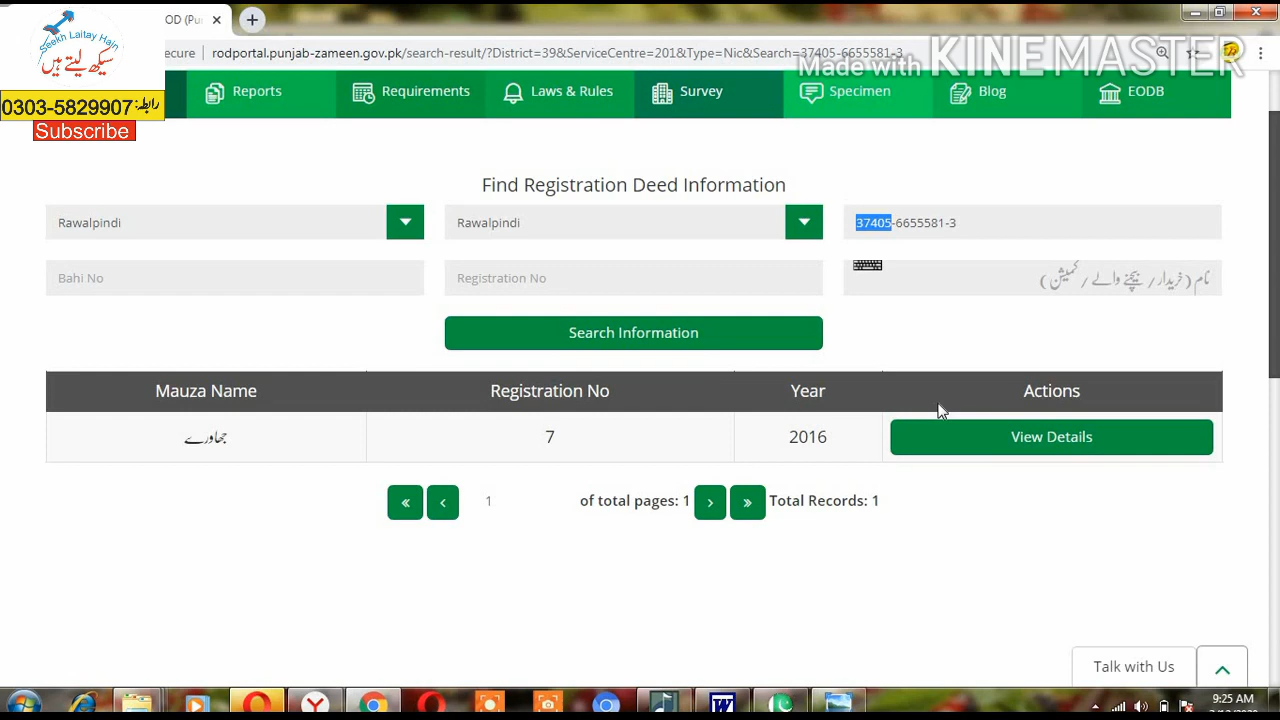 OD (Pu
Seekh Laitay Hain
سیکھ لیتے ہیں
ecure
rodportal.punjab-zameen.gov.pk/search-result?District=39&ServiceCentre=201&Type=Nic&Search=37405-6655581-3
Made with KINEMASTER
0303-5829907 رابطہ:
Subscribe
Reports
Requirements
Laws & Rules
Survey
Specimen
Blog
EODB
Find Registration Deed Information
Rawalpindi
Rawalpindi
37405-6655581-3
Bahi No
Registration No
نام (خریدار / بیچنے والے / کمیشن)
Search Information
Mauza Name
Registration No
Year
Actions
جھاورے
7
2016
View Details
«
‹
1
of total pages: 1
›
»
Total Records: 1
Talk with Us
9:25 AM